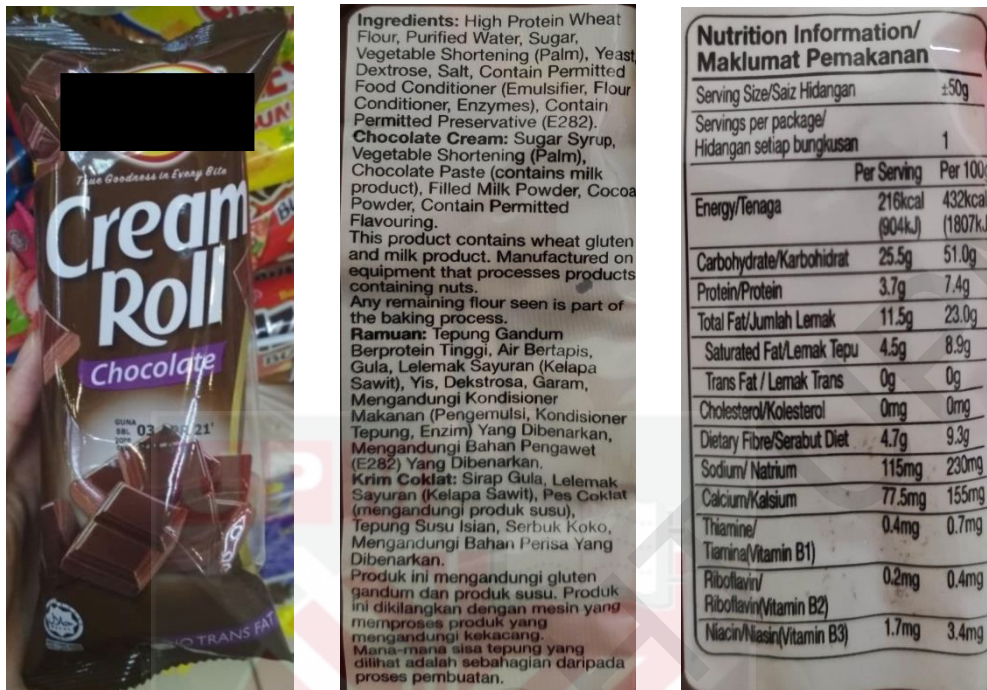 True Goodness in Every Bite
Cream
Roll
Chocolate
GUNA
SBL
03 APR 21'
NO TRANS FAT
Ingredients: High Protein Wheat
Flour, Purified Water, Sugar,
Vegetable Shortening (Palm), Yeast,
Dextrose, Salt, Contain Permitted
Food Conditioner (Emulsifier, Flour
Conditioner, Enzymes), Contain
Permitted Preservative (E282).
Chocolate Cream: Sugar Syrup,
Vegetable Shortening (Palm),
Chocolate Paste (contains milk
product), Filled Milk Powder, Cocoa
Powder, Contain Permitted
Flavouring.
This product contains wheat gluten
and milk product. Manufactured on
equipment that processes products
containing nuts.
Any remaining flour seen is part of
the baking process.
Ramuan: Tepung Gandum
Berprotein Tinggi, Air Bertapis,
Gula, Lelemak Sayuran (Kelapa
Sawit), Yis, Dekstrosa, Garam,
Mengandungi Kondisioner
Makanan (Pengemulsi, Kondisioner
Tepung, Enzim) Yang Dibenarkan,
Mengandungi Bahan Pengawet
(E282) Yang Dibenarkan.
Krim Coklat: Sirap Gula, Lelemak
Sayuran (Kelapa Sawit), Pes Coklat
(mengandungi produk susu),
Tepung Susu Isian, Serbuk Koko,
Mengandungi Bahan Perisa Yang
Dibenarkan.
Produk ini mengandungi gluten
gandum dan produk susu. Produk
ini dikilangkan dengan mesin yang
memproses produk yang
mengandungi kekacang.
Mana-mana sisa tepung yang
dilihat adalah sebahagian daripada
proses pembuatan.
Nutrition Information/
Maklumat Pemakanan
Serving Size/Saiz Hidangan ±50g
Servings per package/
Hidangan setiap bungkusan 1
Per Serving Per 100g
Energy/Tenaga 216kcal 432kcal
(904kJ) (1807kJ
Carbohydrate/Karbohidrat 25.5g 51.0g
Protein/Protein 3.7g 7.4g
Total Fat/Jumlah Lemak 11.5g 23.0g
Saturated Fat/Lemak Tepu 4.5g 8.9g
Trans Fat / Lemak Trans 0g 0g
Cholesterol/Kolesterol 0mg 0mg
Dietary Fibre/Serabut Diet 4.7g 9.3g
Sodium/ Natrium 115mg 230mg
Calcium/Kalsium 77.5mg 155mg
Thiamine/ 0.4mg 0.7mg
Tiamina(Vitamin B1)
Riboflavin/ 0.2mg 0.4mg
Riboflavin(Vitamin B2)
Niacin/Niasin(Vitamin B3) 1.7mg 3.4mg